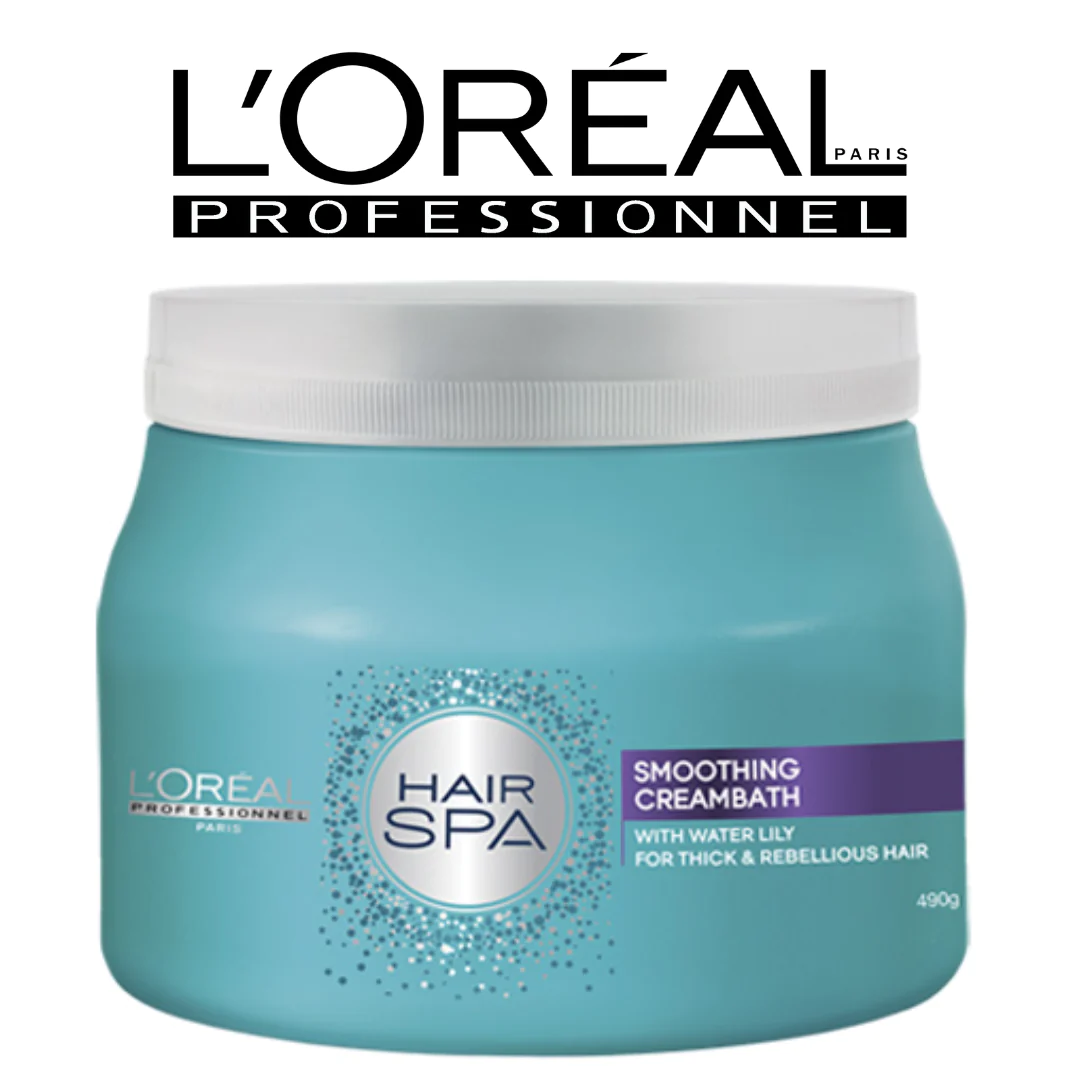 L'ORÉAL
PARIS
PROFESSIONNEL
L'ORÉAL
PROFESSIONNEL
PARIS
HAIR
SPA
SMOOTHING
CREAMBATH
WITH WATER LILY
FOR THICK & REBELLIOUS HAIR
490g